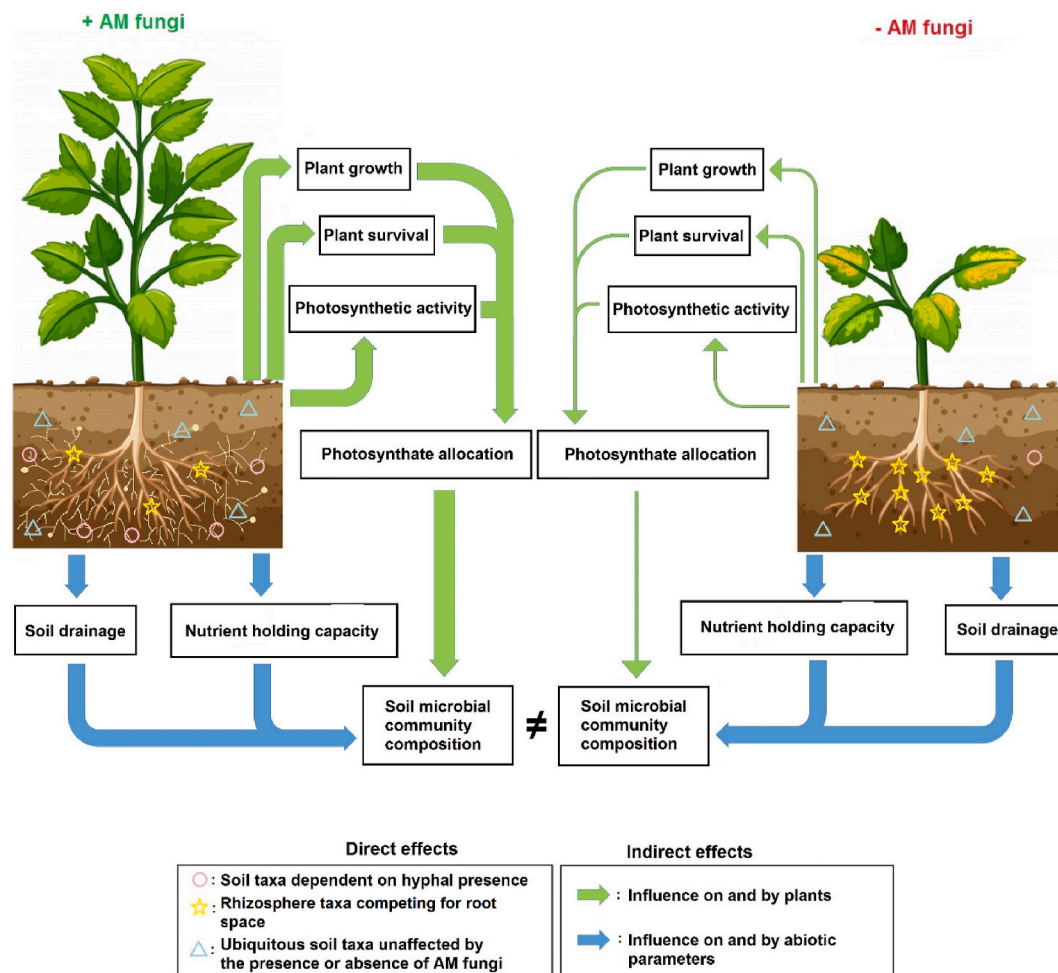 + AM fungi
- AM fungi
Plant growth
Plant growth
Plant survival
Plant survival
Photosynthetic activity
Photosynthetic activity
Photosynthate allocation
Photosynthate allocation
Soil drainage
Nutrient holding capacity
Nutrient holding capacity
Soil drainage
Soil microbial
community
composition
≠
Soil microbial
community
composition
Direct effects
: Soil taxa dependent on hyphal presence
: Rhizosphere taxa competing for root
space
: Ubiquitous soil taxa unaffected by
the presence or absence of AM fungi
Indirect effects
: Influence on and by plants
: Influence on and by abiotic
parameters